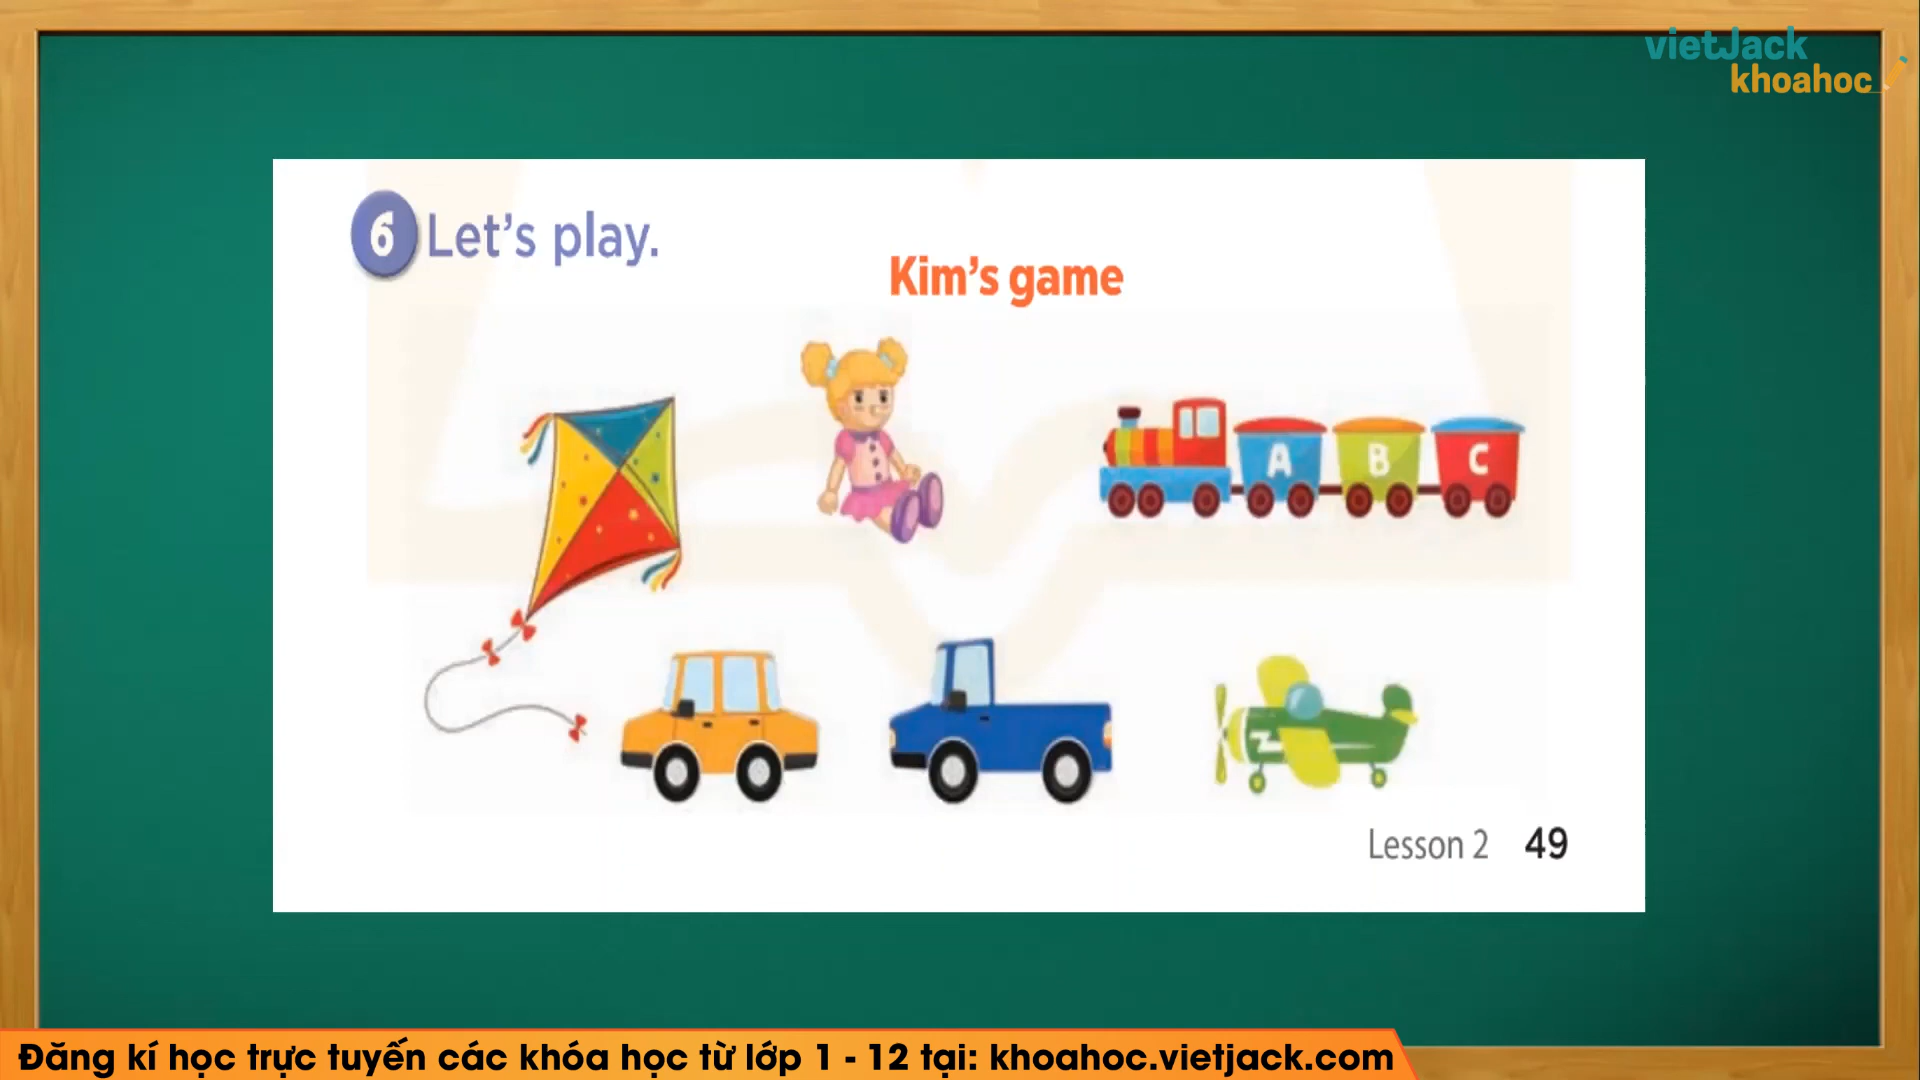 vietJack
khoahoc
6 Let's play.
Kim's game
A B C
Lesson 2 49
Đăng kí học trực tuyến các khóa học từ lớp 1 - 12 tại: khoahoc.vietjack.com